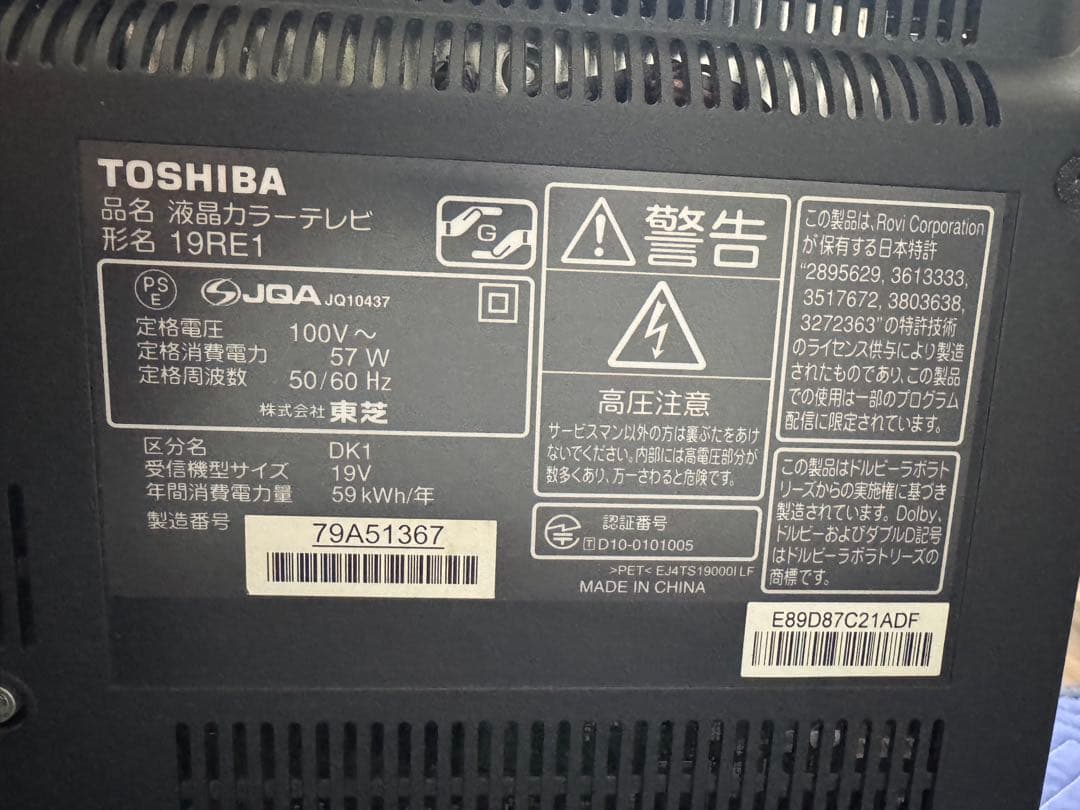 TOSHIBA
品名 液晶カラーテレビ
形名 19RE1
G
PS
E
JQA JQ10437
定格電圧 100V～
定格消費電力 57 W
定格周波数 50/60 Hz
株式会社 東芝
区分名 DK1
受信機型サイズ 19V
年間消費電力量 59 kWh/年
製造番号 79A51367
警告
高圧注意
サービスマン以外の方は裏ぶたをあけ
ないでください。内部には高電圧部分が
数多くあり、万一さわると危険です。
認証番号
T D10-0101005
>PET< EJ4TS19000I LF
MADE IN CHINA
この製品は、Rovi Corporation
が保有する日本特許
"2895629, 3613333,
3517672, 3803638,
3272363"の特許技術
のライセンス供与により製造
されたものであり、この製品
での使用は一部のプログラム
配信に限定されています。
この製品はドルビーラボラト
リーズからの実施権に基づき
製造されています。Dolby、
ドルビーおよびダブルD記号
はドルビーラボラトリーズの
商標です。
E89D87C21ADF